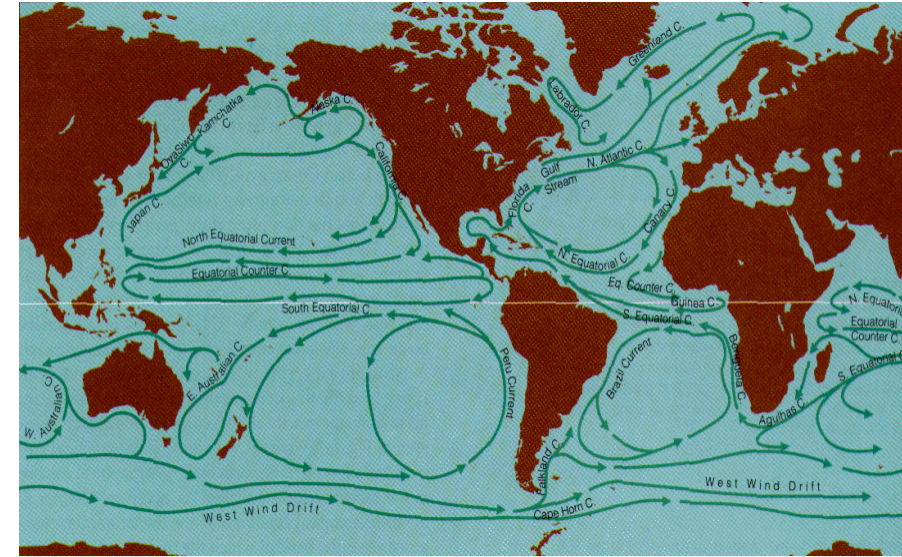 Greenland C.
Labrador C.
Alaska C.
Kamchatka
C.
OyaSiwo
C.
California C.
Gulf
Stream
N. Atlantic C.
Florida
C.
Canary C.
Japan C.
North Equatorial Current
Equatorial Counter C.
South Equatorial C.
N. Equatorial C.
Eq. Counter C.
Guinea C.
S. Equatorial C.
N. Equatoria
Equatorial
Counter C.
S. Equatorial C
E. Australian C.
W. Australian
C.
Peru Current
Brazil Current
Benguela C.
Agulhas C.
Falkland C.
Cape Horn C.
West Wind Drift
West Wind Drift